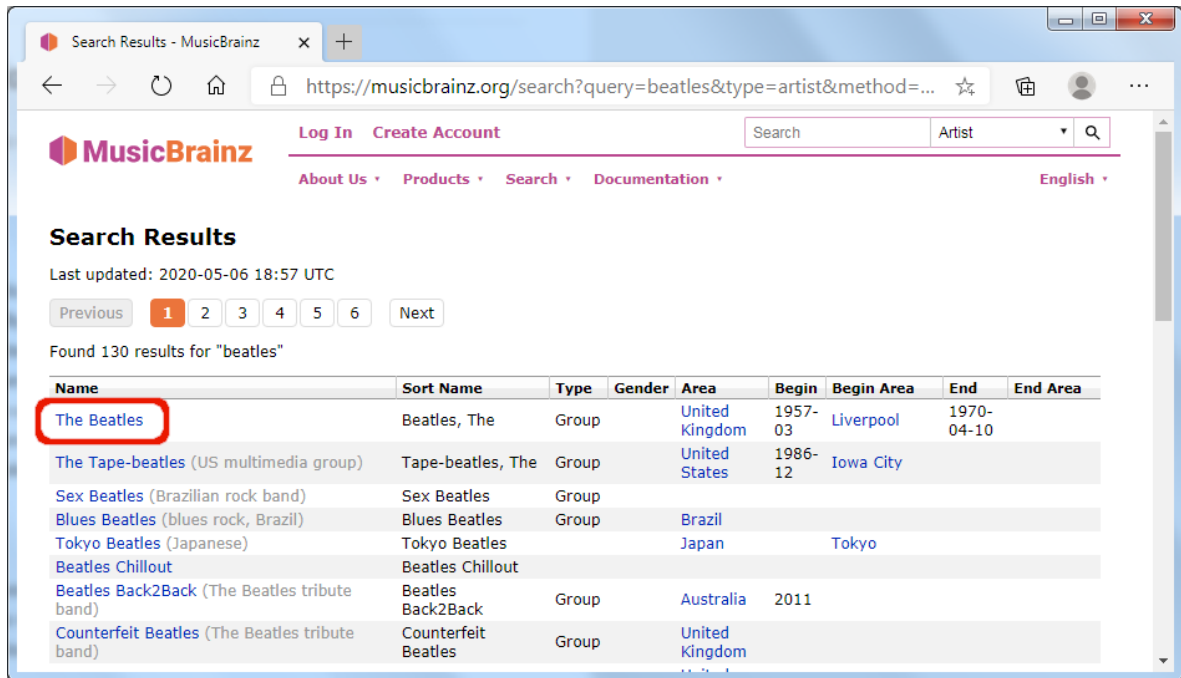 Search Results - MusicBrainz
https://musicbrainz.org/search?query=beatles&type=artist&method=...
MusicBrainz
Log In Create Account
Search Artist
About Us Products Search Documentation English
Search Results
Last updated: 2020-05-06 18:57 UTC
Previous 1 2 3 4 5 6 Next
Found 130 results for "beatles"
Name Sort Name Type Gender Area Begin Begin Area End End Area
The Beatles Beatles, The Group United Kingdom 1957-03 Liverpool 1970-04-10
The Tape-beatles (US multimedia group) Tape-beatles, The Group United States 1986-12 Iowa City
Sex Beatles (Brazilian rock band) Sex Beatles Group
Blues Beatles (blues rock, Brazil) Blues Beatles Group Brazil
Tokyo Beatles (Japanese) Tokyo Beatles Japan Tokyo
Beatles Chillout Beatles Chillout
Beatles Back2Back (The Beatles tribute band) Beatles Back2Back Group Australia 2011
Counterfeit Beatles (The Beatles tribute band) Counterfeit Beatles Group United Kingdom